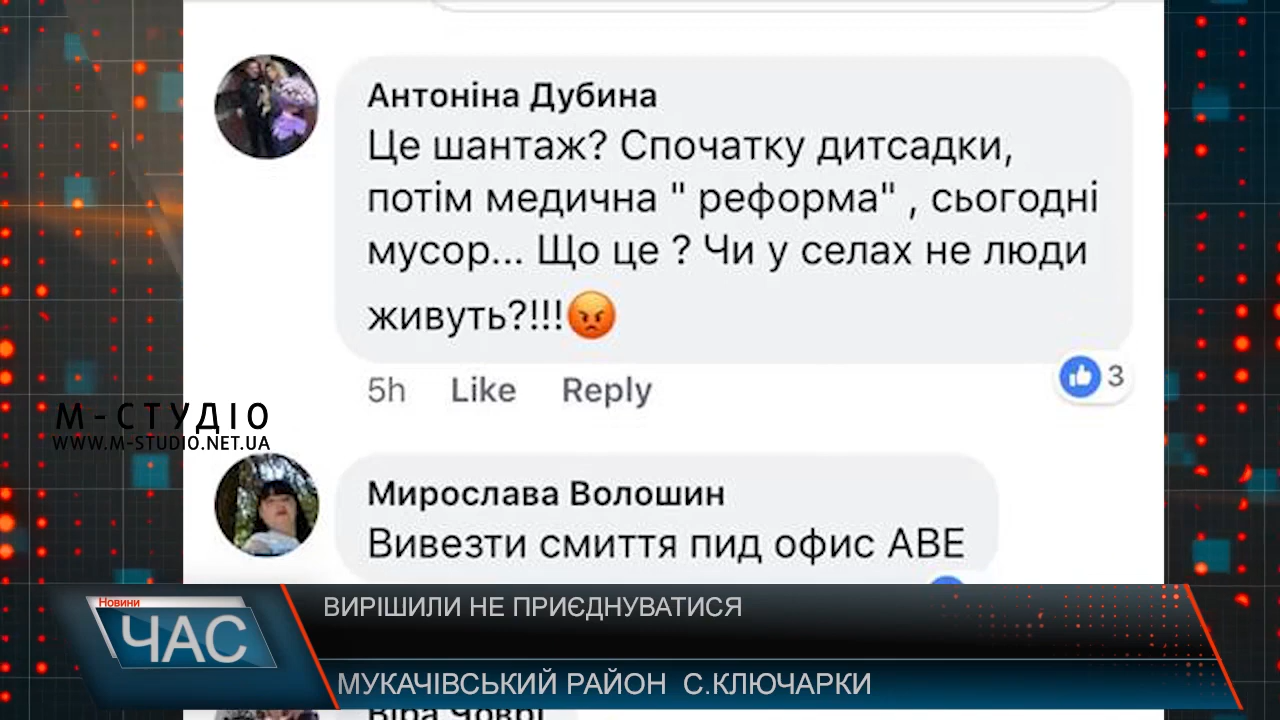 Антоніна Дубина
Це шантаж? Спочатку дитсадки,
потім медична " реформа" , сьогодні
мусор... Що це ? Чи у селах не люди
живуть?!!!😡
5h Like Reply
3
М-СТУДІО
WWW.M-STUDIO.NET.UA
Мирослава Волошин
Вивезти смиття пид офис АВЕ
Новини
ЧАС
ВИРІШИЛИ НЕ ПРИЄДНУВАТИСЯ
МУКАЧІВСЬКИЙ РАЙОН С.КЛЮЧАРКИ
Віра